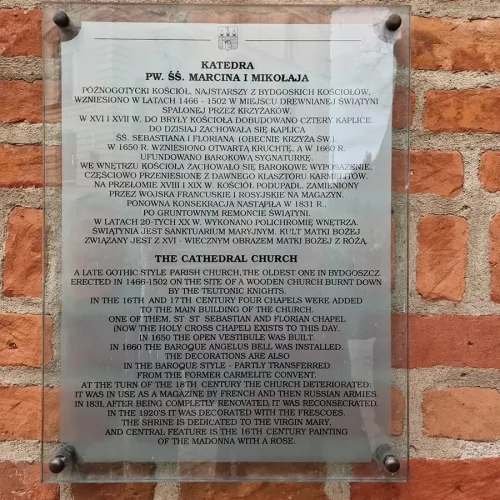 KATEDRA
PW. ŚŚ. MARCINA I MIKOŁAJA
PÓŹNOGOTYCKI KOŚCIÓŁ, NAJSTARSZY Z BYDGOSKICH KOŚCIOŁÓW,
WZNIESIONO W LATACH 1466 - 1502 W MIEJSCU DREWNIANEJ ŚWIĄTYNI
SPALONEJ PRZEZ KRZYŻAKÓW.
W XVI I XVII W. DO BRYŁY KOŚCIOŁA DOBUDOWANO CZTERY KAPLICE.
DO DZISIAJ ZACHOWAŁA SIĘ KAPLICA
ŚŚ. SEBASTIANA I FLORIANA (OBECNIE KRZYŻA ŚW.).
W 1650 R. WZNIESIONO OTWARTĄ KRUCHTĘ, A W 1660 R.
UFUNDOWANO BAROKOWĄ SYGNATURKĘ.
WE WNĘTRZU KOŚCIOŁA ZACHOWAŁO SIĘ BAROKOWE WYPOSAŻENIE,
CZĘŚCIOWO PRZENIESIONE Z DAWNEGO KLASZTORU KARMENTÓW.
NA PRZEŁOMIE XVIII I XIX W. KOŚCIÓŁ PODUPADŁ, ZAMIENIONY
PRZEZ WOJSKA FRANCUSKIE I ROSYJSKIE NA MAGAZYN.
PONOWNA KONSEKRACJA NASTĄPIŁA W 1831 R.,
PO GRUNTOWNYM REMONCIE ŚWIĄTYNI.
W LATACH 20-TYCH XX W. WYKONANO POLICHROMIĘ WNĘTRZA.
ŚWIĄTYNIA JEST SANKTUARIUM MARYJNYM. KULT MATKI BOŻEJ
ZWIĄZANY JEST Z XVI - WIECZNYM OBRAZEM MATKI BOŻEJ Z RÓŻĄ.
THE CATHEDRAL CHURCH
A LATE GOTHIC STYLE PARISH CHURCH, THE OLDEST ONE IN BYDGOSZCZ.
ERECTED IN 1466-1502 ON THE SITE OF A WOODEN CHURCH BURNT DOWN
BY THE TEUTONIC KNIGHTS.
IN THE 16TH AND 17TH CENTURY FOUR CHAPELS WERE ADDED
TO THE MAIN BUILDING OF THE CHURCH.
ONE OF THEM, ST ST SEBASTIAN AND FLORIAN CHAPEL
(NOW THE HOLY CROSS CHAPEL) EXISTS TO THIS DAY.
IN 1650 THE OPEN VESTIBULE WAS BUILT.
IN 1660 THE BAROQUE ANGELUS BELL WAS INSTALLED.
THE DECORATIONS ARE ALSO
IN THE BAROQUE STYLE - PARTLY TRANSFERRED
FROM THE FORMER CARMELITE CONVENT.
AT THE TURN OF THE 18TH CENTURY THE CHURCH DETERIORATED;
IT WAS IN USE AS A MAGAZINE BY FRENCH AND THEN RUSSIAN ARMIES.
IN 1831, AFTER BEING COMPLETLY RENOVATED, IT WAS RECONSECRATED.
IN THE 1920'S IT WAS DECORATED WITH THE FRESCOES.
THE SHRINE IS DEDICATED TO THE VIRGIN MARY,
AND CENTRAL FEATURE IS THE 16TH CENTURY PAINTING
OF THE MADONNA WITH A ROSE.